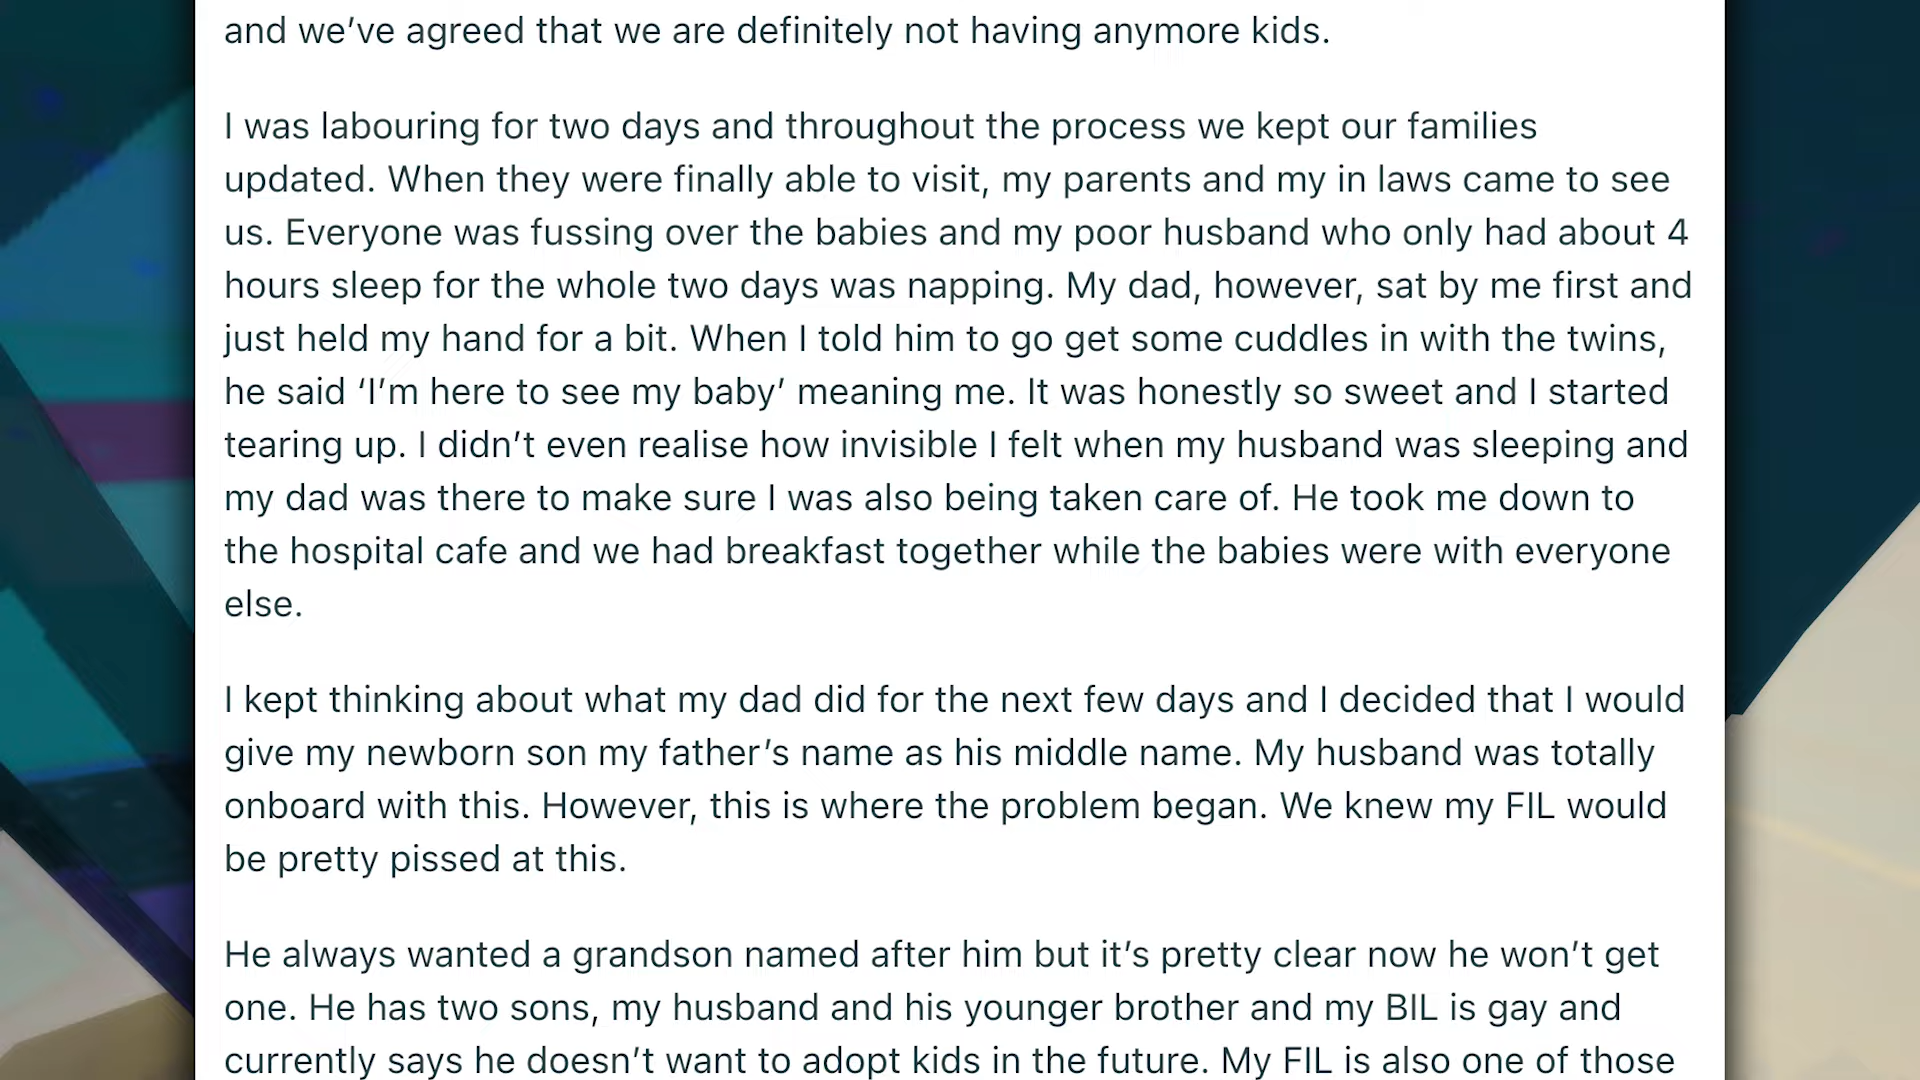 and we’ve agreed that we are definitely not having anymore kids.
I was labouring for two days and throughout the process we kept our families
updated. When they were finally able to visit, my parents and my in laws came to see
us. Everyone was fussing over the babies and my poor husband who only had about 4
hours sleep for the whole two days was napping. My dad, however, sat by me first and
just held my hand for a bit. When I told him to go get some cuddles in with the twins,
he said ‘I’m here to see my baby’ meaning me. It was honestly so sweet and I started
tearing up. I didn’t even realise how invisible I felt when my husband was sleeping and
my dad was there to make sure I was also being taken care of. He took me down to
the hospital cafe and we had breakfast together while the babies were with everyone
else.
I kept thinking about what my dad did for the next few days and I decided that I would
give my newborn son my father’s name as his middle name. My husband was totally
onboard with this. However, this is where the problem began. We knew my FIL would
be pretty pissed at this.
He always wanted a grandson named after him but it’s pretty clear now he won’t get
one. He has two sons, my husband and his younger brother and my BIL is gay and
currently says he doesn’t want to adopt kids in the future. My FIL is also one of those